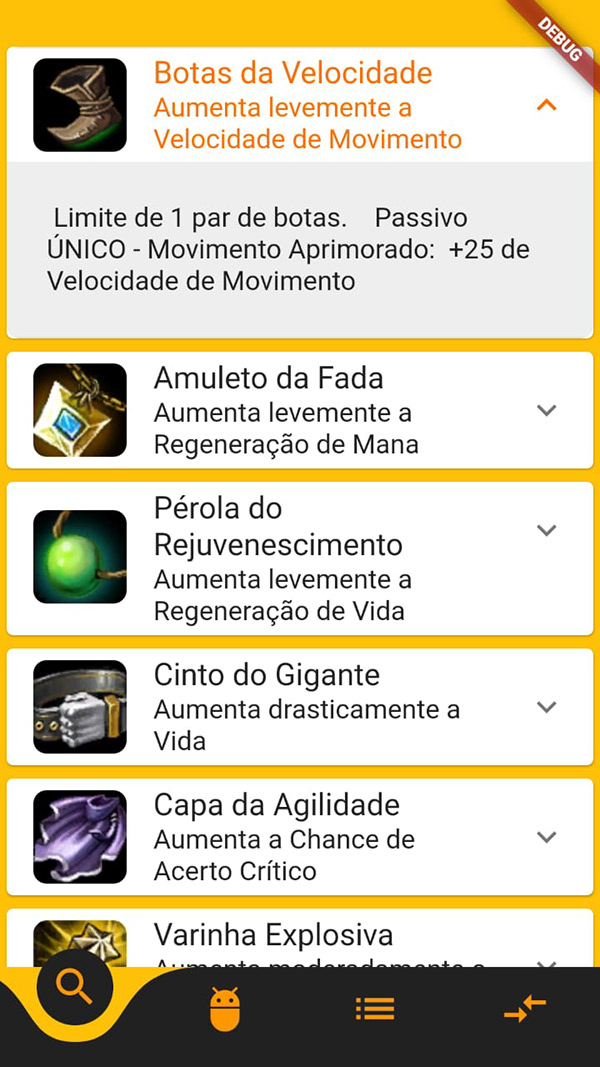 DEBUG
Botas da Velocidade
Aumenta levemente a
Velocidade de Movimento
Limite de 1 par de botas.    Passivo
ÚNICO - Movimento Aprimorado:  +25 de
Velocidade de Movimento
Amuleto da Fada
Aumenta levemente a
Regeneração de Mana
Pérola do
Rejuvenescimento
Aumenta levemente a
Regeneração de Vida
Cinto do Gigante
Aumenta drasticamente a
Vida
Capa da Agilidade
Aumenta a Chance de
Acerto Crítico
Varinha Explosiva
Aumenta moderadamente a